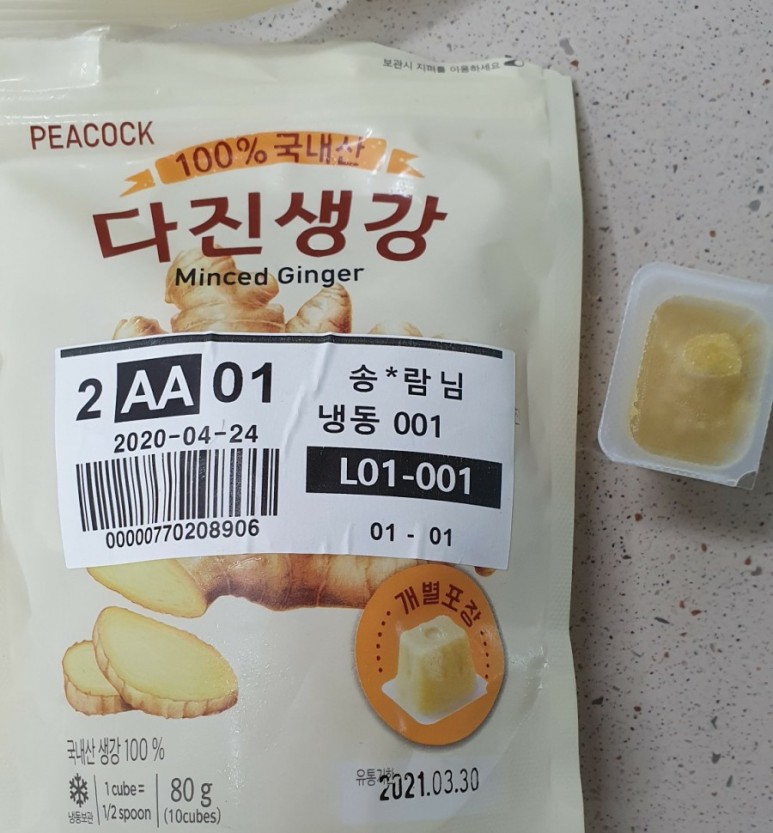 보관시 지퍼를 이용하세요
PEACOCK
100% 국내산
다진생강
Minced Ginger
2 AA 01
2020-04-24
00000770208906
송*람 님
냉동 001
L01-001
01 - 01
개별포장
국내산 생강 100 %
냉동보관
1 cube=
1/2 spoon
80 g
(10cubes)
유통기한
2021.03.30